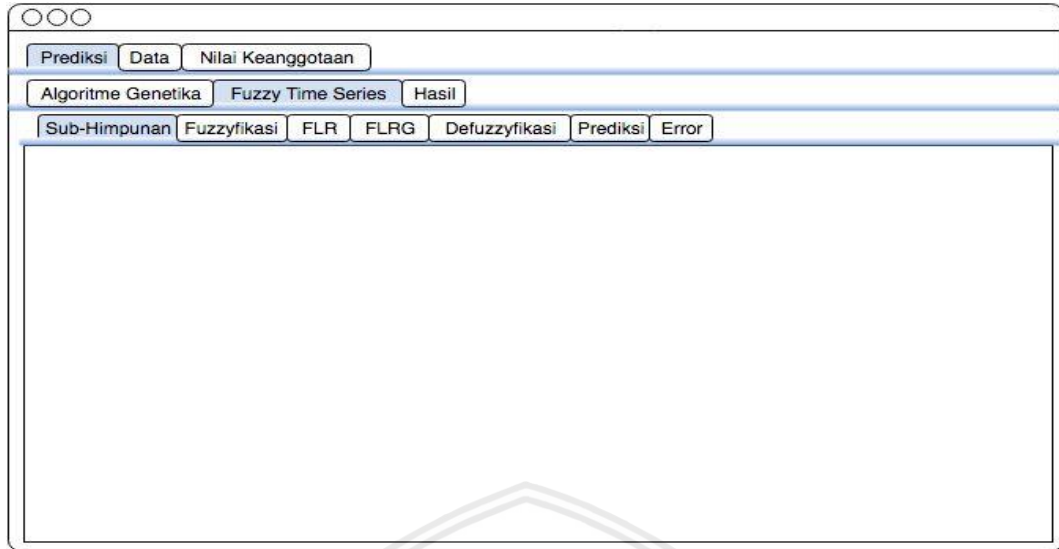 Prediksi Data Nilai Keanggotaan
Algoritme Genetika Fuzzy Time Series Hasil
Sub-Himpunan Fuzzyfikasi FLR FLRG Defuzzyfikasi Prediksi Error